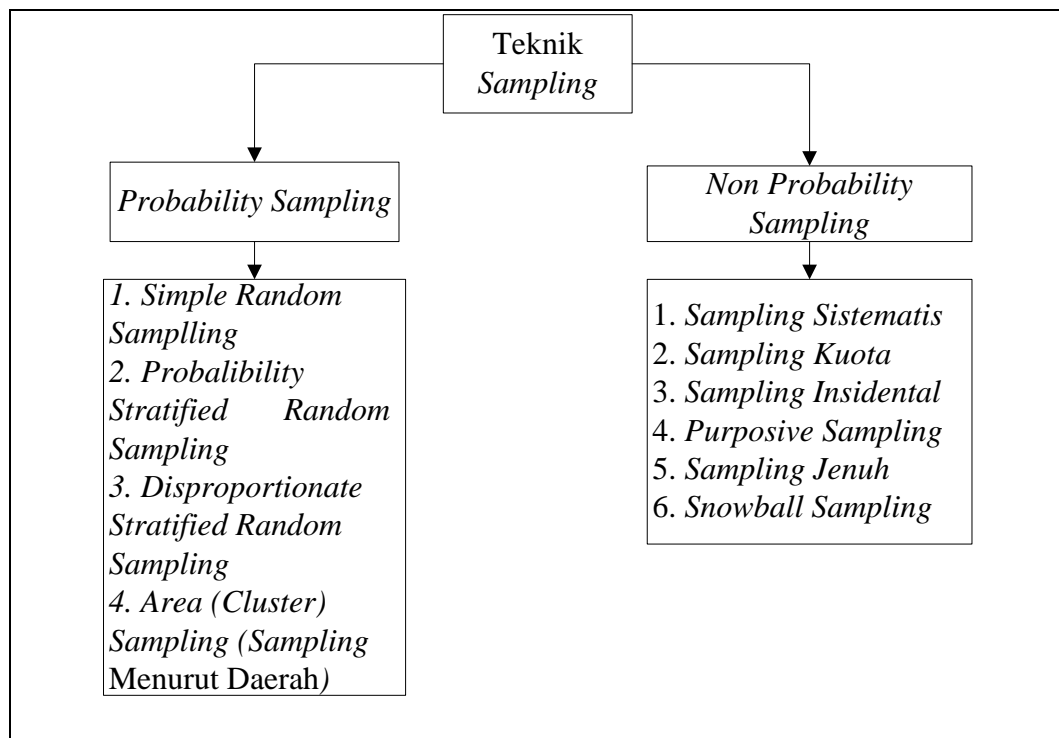 Teknik
Sampling
Probability Sampling
Non Probability
Sampling
1. Simple Random
Samplling
2. Probalibility
Stratified Random
Sampling
3. Disproportionate
Stratified Random
Sampling
4. Area (Cluster)
Sampling (Sampling
Menurut Daerah)
1. Sampling Sistematis
2. Sampling Kuota
3. Sampling Insidental
4. Purposive Sampling
5. Sampling Jenuh
6. Snowball Sampling